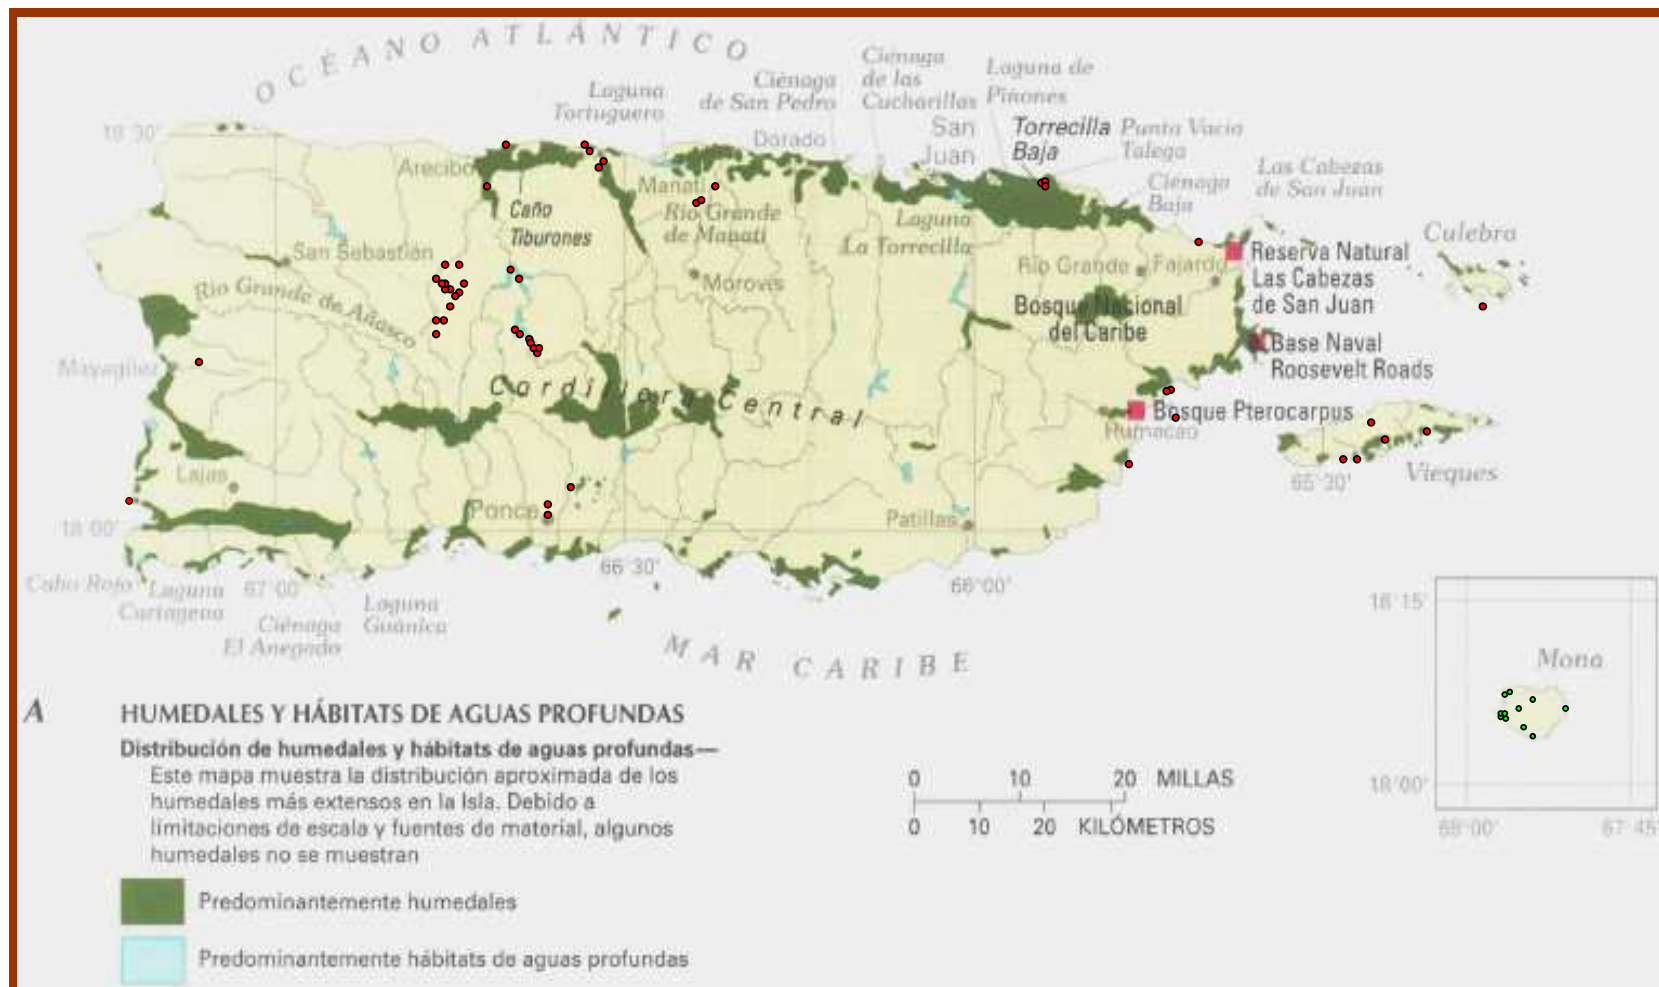 OCÉANO ATLÁNTICO
Ciénaga
de las
Cucharillas
Laguna de
Piñones
Ciénaga
de San Pedro
Laguna
Tortuguero
18°30'
Dorado
San
Juan
Torrecilla
Baja
Punta Vacia
Talega
Las Cabezas
de San Juan
Arecibo
Manatí
Ciénaga
Baja
Caño
Tiburones
Río Grande
de Manatí
Laguna
La Torrecilla
Culebra
San Sebastián
Río Grande
Fajardo
Reserva Natural
Las Cabezas
de San Juan
Morovis
Río Grande de Añasco
Bosque Nacional
del Caribe
Base Naval
Roosevelt Roads
Mayagüez
Cordillera Central
Bosque Pterocarpus
Humacao
Lajas
Vieques
65°30'
Ponce
Patillas
18°00'
66°30'
66°00'
Cabo Rojo
Laguna
Cartagena
67°00'
Laguna
Guánica
Ciénaga
El Anegado
MAR CARIBE
18°15'
Mona
18°00'
68°00'
67°45'
A
HUMEDALES Y HÁBITATS DE AGUAS PROFUNDAS
Distribución de humedales y hábitats de aguas profundas—
Este mapa muestra la distribución aproximada de los
humedales más extensos en la Isla. Debido a
limitaciones de escala y fuentes de material, algunos
humedales no se muestran
0 10 20 MILLAS
0 10 20 KILÓMETROS
Predominantemente humedales
Predominantemente hábitats de aguas profundas